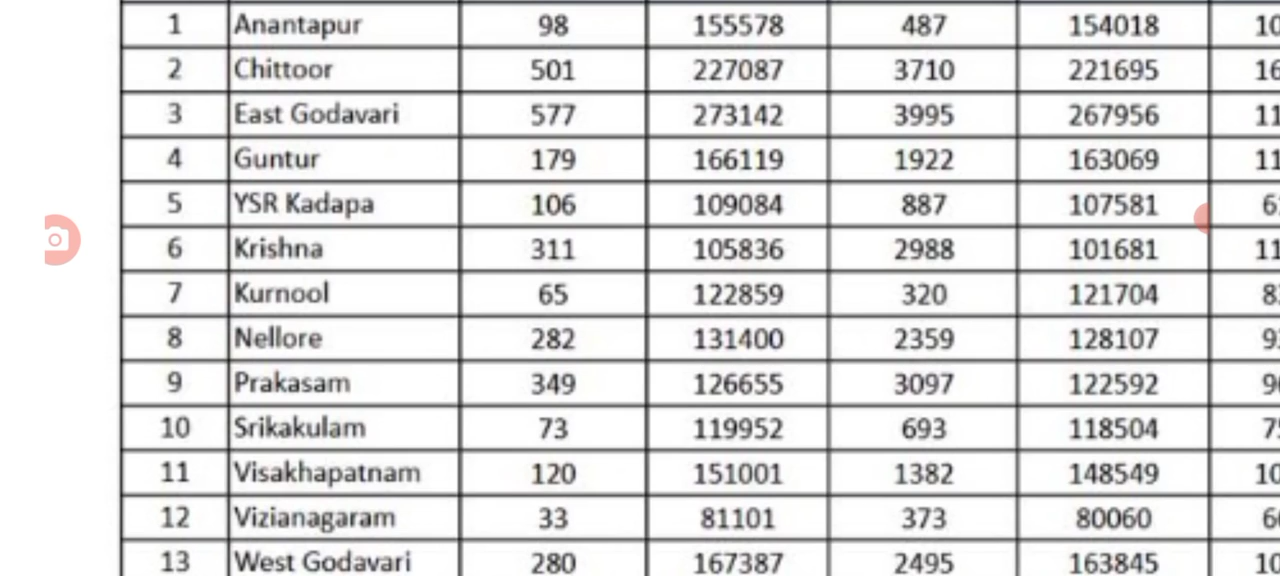 1 Anantapur 98 155578 487 154018 10
2 Chittoor 501 227087 3710 221695 16
3 East Godavari 577 273142 3995 267956 11
4 Guntur 179 166119 1922 163069 11
5 YSR Kadapa 106 109084 887 107581 6
6 Krishna 311 105836 2988 101681 11
7 Kurnool 65 122859 320 121704 8
8 Nellore 282 131400 2359 128107 9
9 Prakasam 349 126655 3097 122592 9
10 Srikakulam 73 119952 693 118504 7
11 Visakhapatnam 120 151001 1382 148549 10
12 Vizianagaram 33 81101 373 80060 6
13 West Godavari 280 167387 2495 163845 10